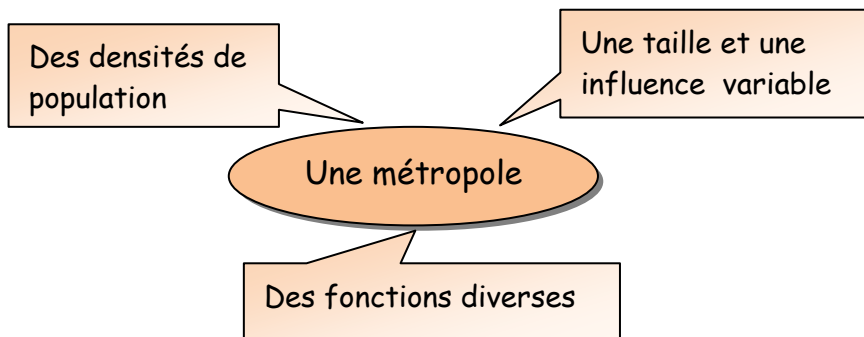 Des densités de
population
Une taille et une
influence variable
Une métropole
Des fonctions diverses